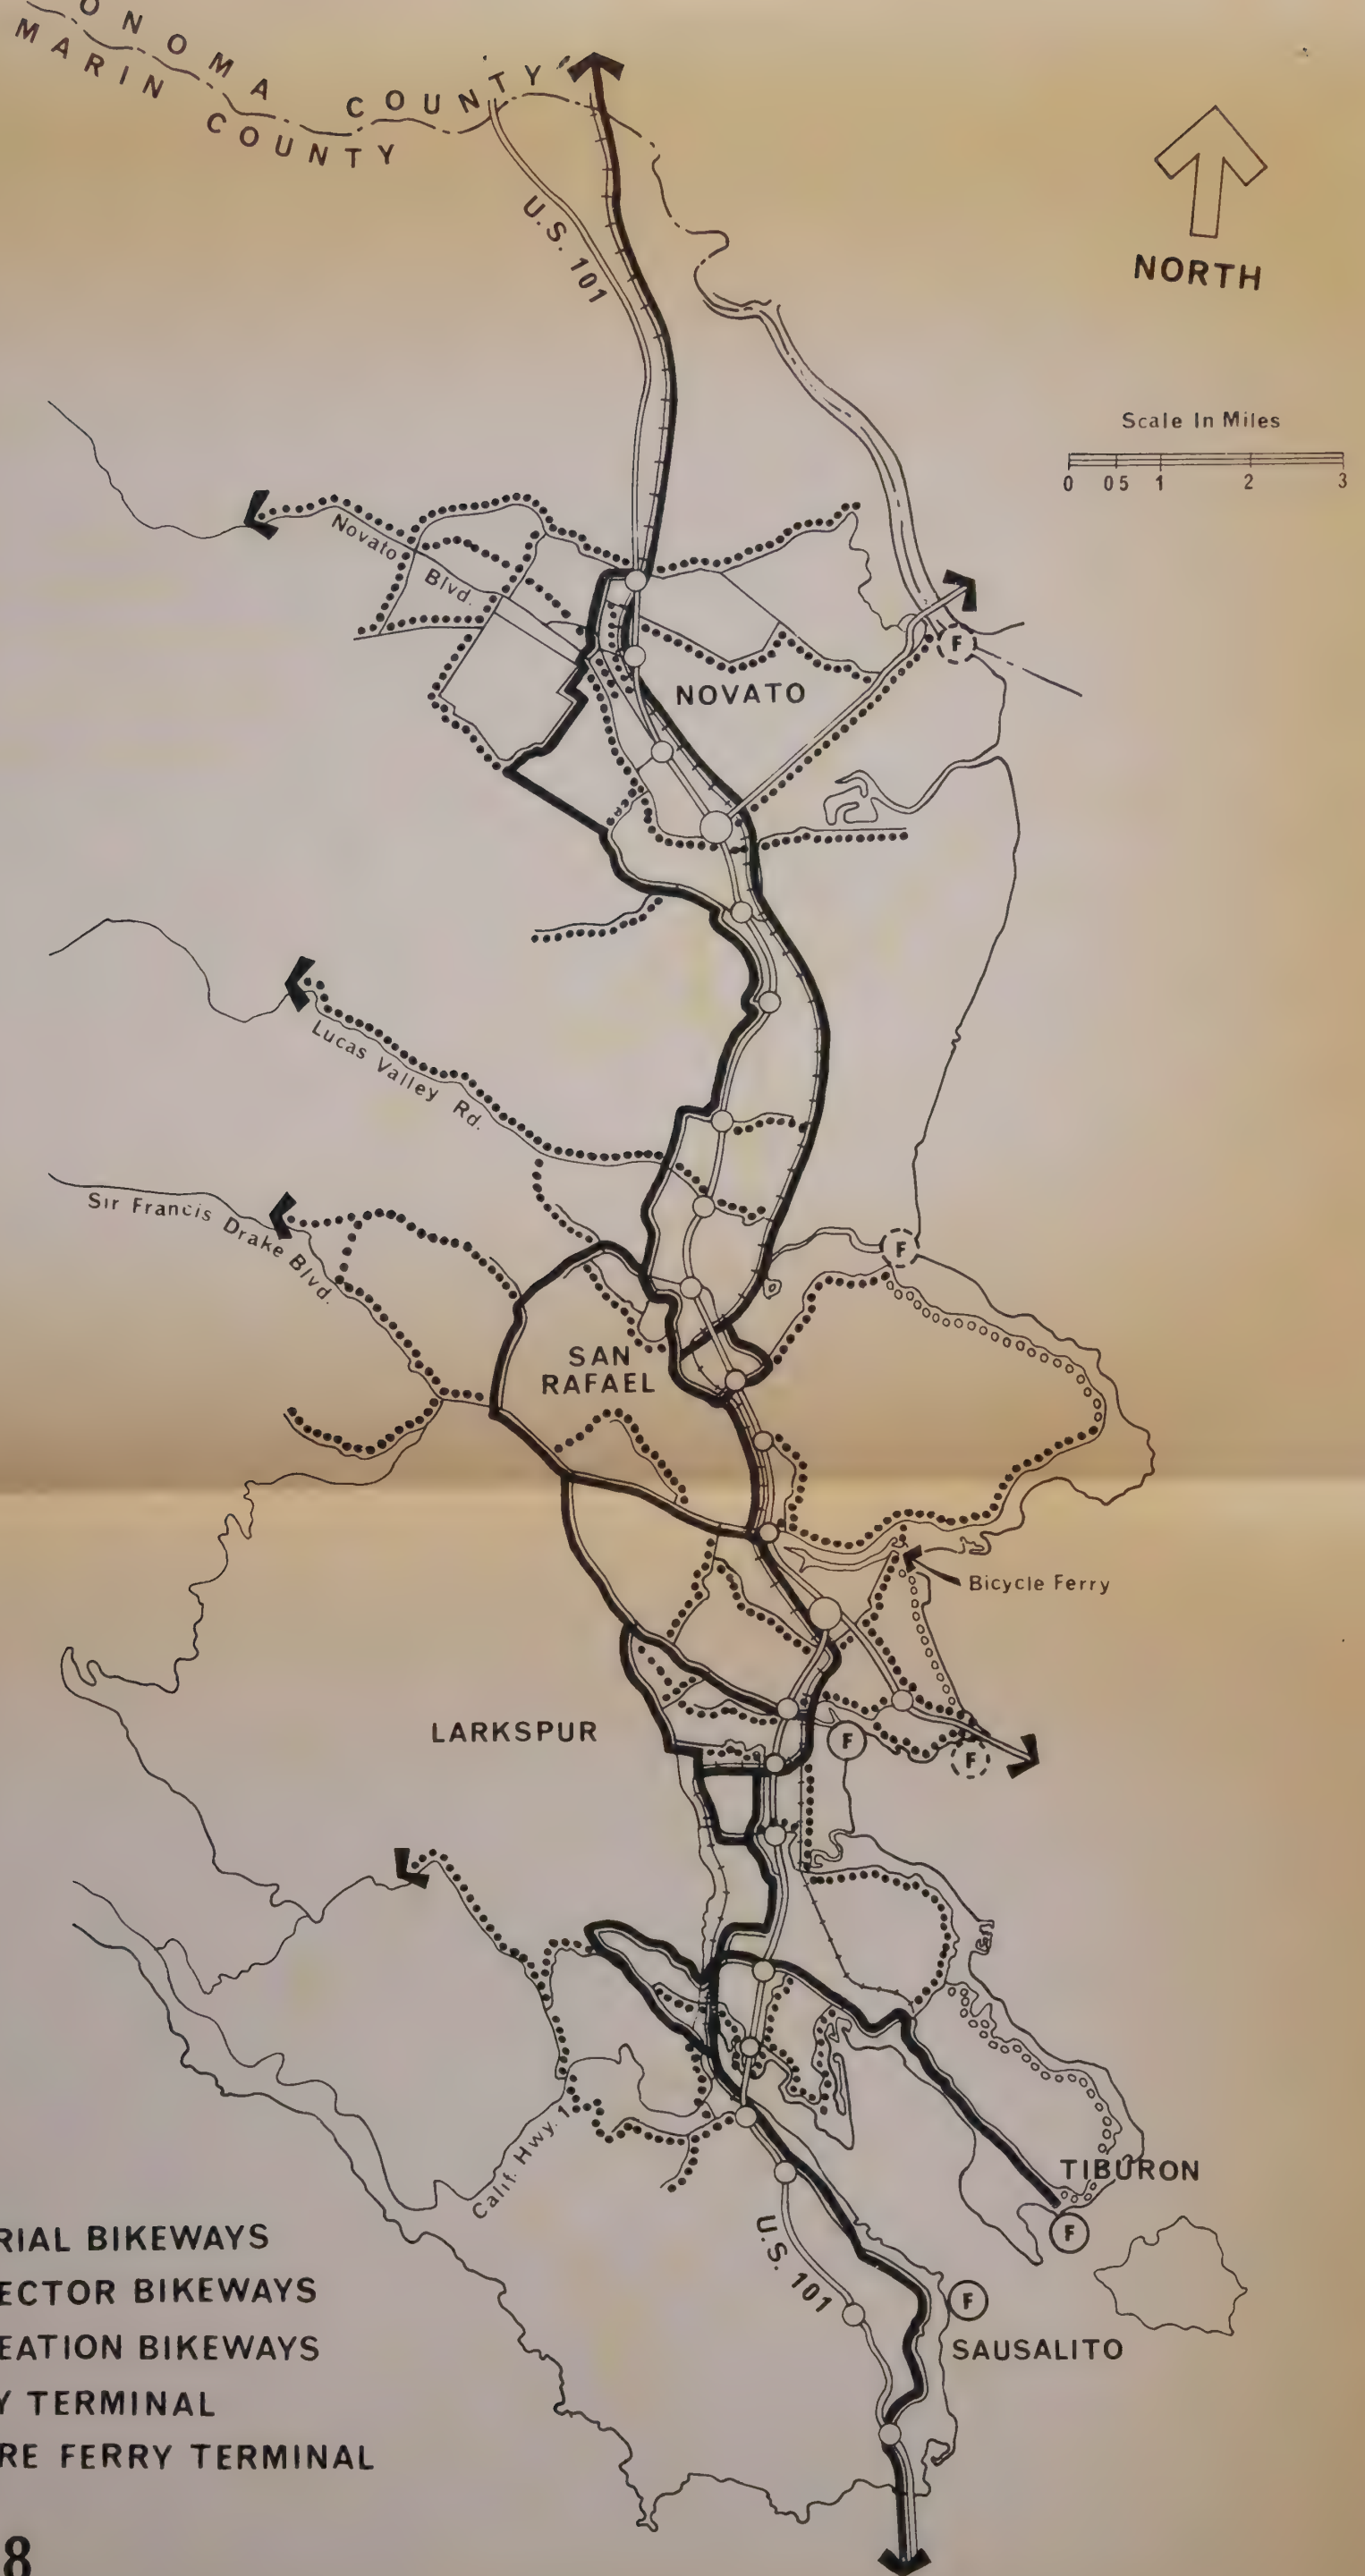 ONOMA COUNTY
MARIN COUNTY
U.S. 101
NORTH
Scale In Miles
0 0 5 1 2 3
Novato Blvd.
F
NOVATO
Lucas Valley Rd.
Sir Francis Drake Blvd.
F
SAN
RAFAEL
Bicycle Ferry
LARKSPUR
F
F
Calif. Hwy. 1
TIBURON
F
U.S. 101
F
SAUSALITO
RIAL BIKEWAYS
ECTOR BIKEWAYS
EATION BIKEWAYS
Y TERMINAL
RE FERRY TERMINAL
8